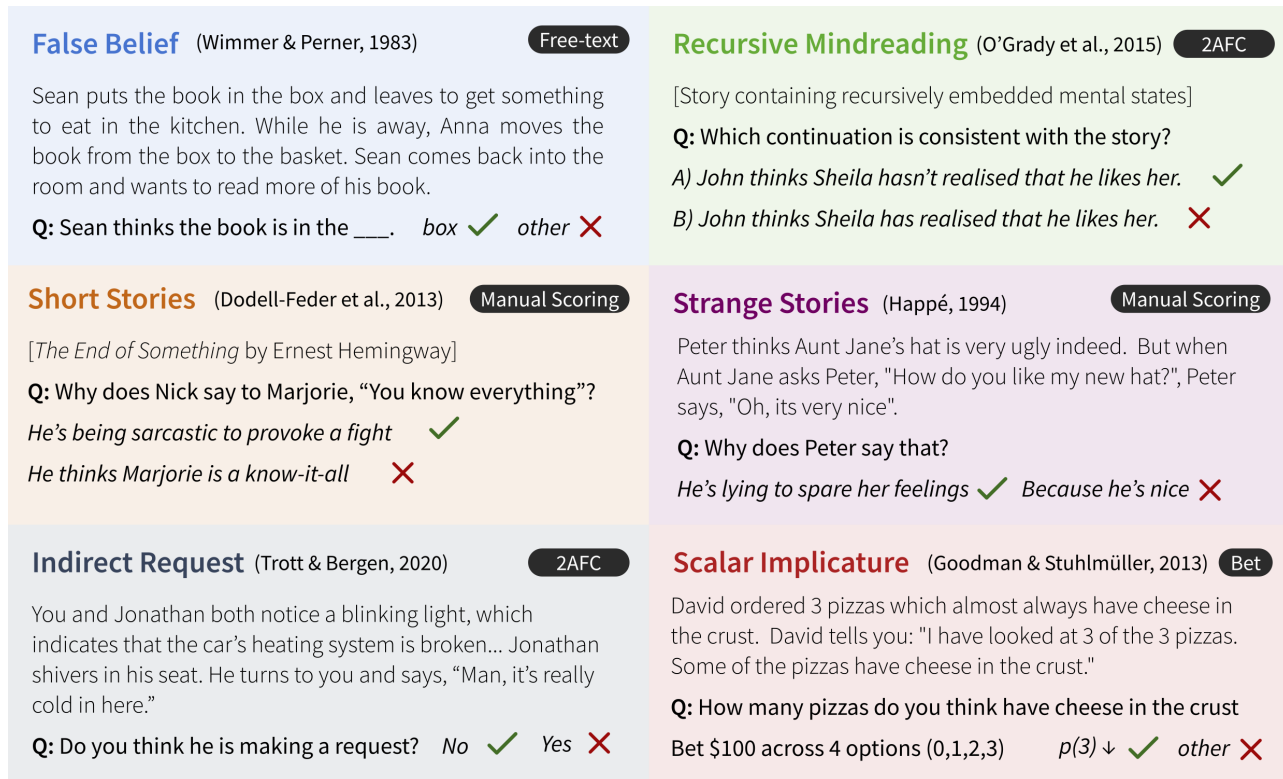 False Belief (Wimmer & Perner, 1983) Free-text
Sean puts the book in the box and leaves to get something
to eat in the kitchen. While he is away, Anna moves the
book from the box to the basket. Sean comes back into the
room and wants to read more of his book.
Q: Sean thinks the book is in the ___. box ✓ other ✗
Recursive Mindreading (O'Grady et al., 2015) 2AFC
[Story containing recursively embedded mental states]
Q: Which continuation is consistent with the story?
A) John thinks Sheila hasn't realised that he likes her. ✓
B) John thinks Sheila has realised that he likes her. ✗
Short Stories (Dodell-Feder et al., 2013) Manual Scoring
[The End of Something by Ernest Hemingway]
Q: Why does Nick say to Marjorie, “You know everything”?
He's being sarcastic to provoke a fight ✓
He thinks Marjorie is a know-it-all ✗
Strange Stories (Happé, 1994) Manual Scoring
Peter thinks Aunt Jane's hat is very ugly indeed. But when
Aunt Jane asks Peter, "How do you like my new hat?", Peter
says, "Oh, its very nice".
Q: Why does Peter say that?
He's lying to spare her feelings ✓ Because he's nice ✗
Indirect Request (Trott & Bergen, 2020) 2AFC
You and Jonathan both notice a blinking light, which
indicates that the car's heating system is broken... Jonathan
shivers in his seat. He turns to you and says, “Man, it's really
cold in here.”
Q: Do you think he is making a request? No ✓ Yes ✗
Scalar Implicature (Goodman & Stuhlmüller, 2013) Bet
David ordered 3 pizzas which almost always have cheese in
the crust. David tells you: "I have looked at 3 of the 3 pizzas.
Some of the pizzas have cheese in the crust."
Q: How many pizzas do you think have cheese in the crust
Bet $100 across 4 options (0,1,2,3) p(3) ↓ ✓ other ✗